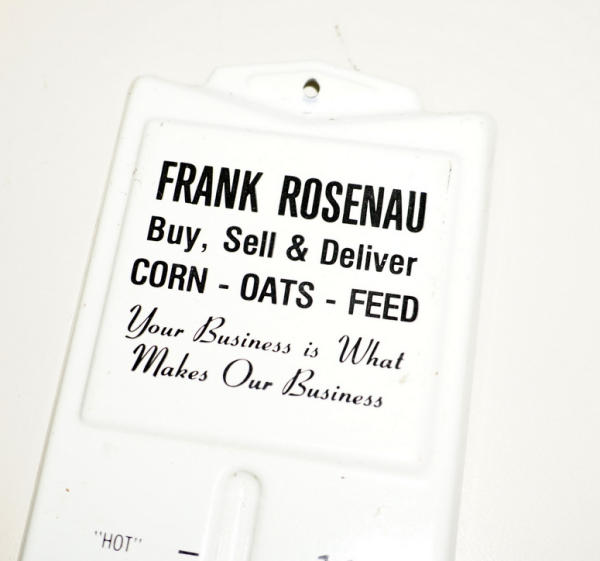 FRANK ROSENAU
Buy, Sell & Deliver
CORN - OATS - FEED
Your Business is What
Makes Our Business
"HOT"